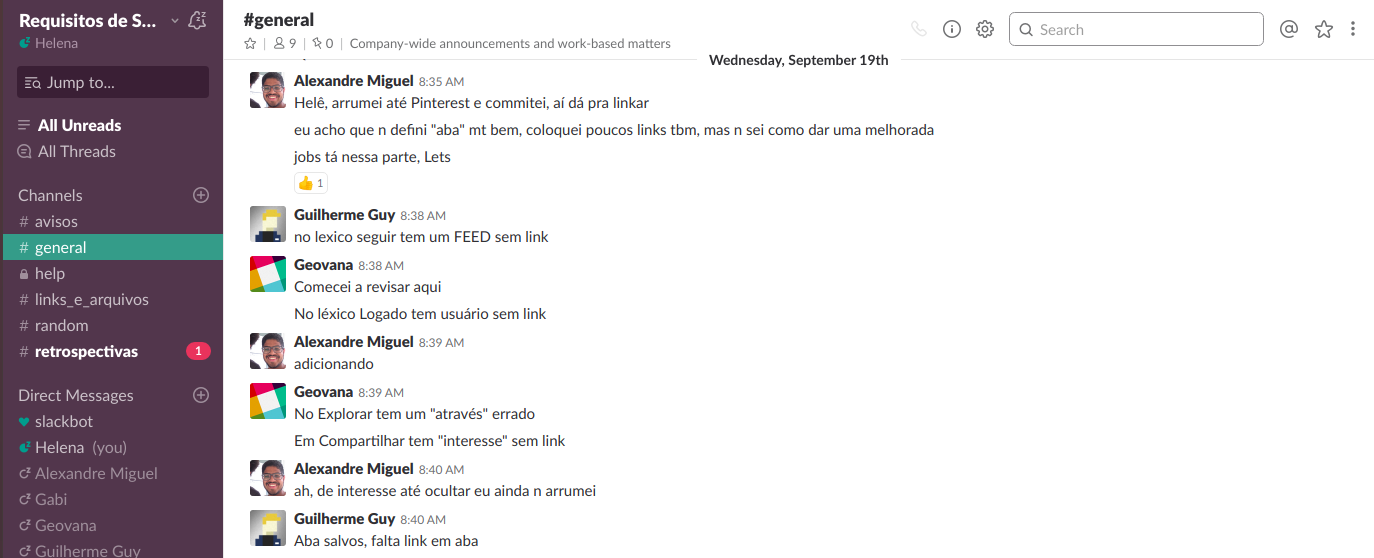 Requisitos de S...
Helena
Jump to...
All Unreads
All Threads
Channels
# avisos
# general
help
# links_e_arquivos
# random
# retrospectivas 1
Direct Messages
slackbot
Helena (you)
Alexandre Miguel
Gabi
Geovana
Guilherme Guy
#general
9 | 0 | Company-wide announcements and work-based matters
Search
Wednesday, September 19th
Alexandre Miguel 8:35 AM
Helê, arrumei até Pinterest e commitei, aí dá pra linkar
eu acho que n defini "aba" mt bem, coloquei poucos links tbm, mas n sei como dar uma melhorada
jobs tá nessa parte, Lets
👍 1
Guilherme Guy 8:38 AM
no lexico seguir tem um FEED sem link
Geovana 8:38 AM
Comecei a revisar aqui
No léxico Logado tem usuário sem link
Alexandre Miguel 8:39 AM
adicionando
Geovana 8:39 AM
No Explorar tem um "através" errado
Em Compartilhar tem "interesse" sem link
Alexandre Miguel 8:40 AM
ah, de interesse até ocultar eu ainda n arrumei
Guilherme Guy 8:40 AM
Aba salvos, falta link em aba